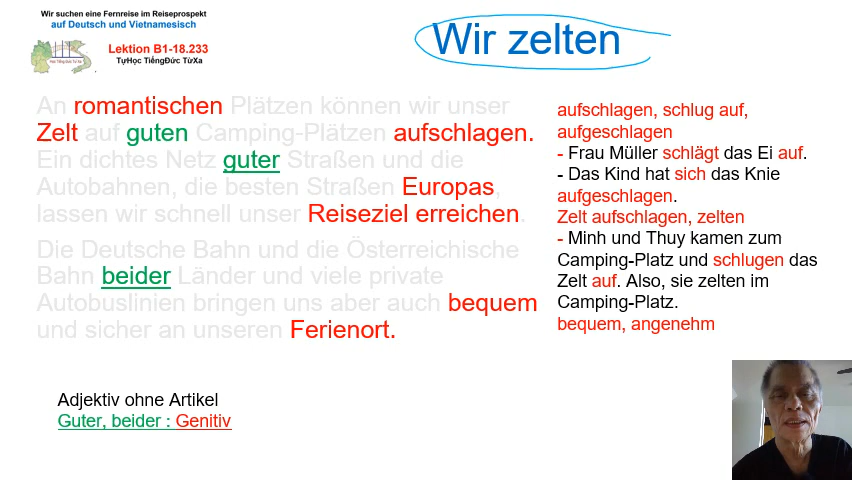 Wir suchen eine Fernreise im Reiseprospekt
auf Deutsch und Vietnamesisch
Lektion B1-18.233
TựHọc TiếngĐức TừXa
Wir zelten
An romantischen Plätzen können wir unser
Zelt auf guten Camping-Plätzen aufschlagen.
Ein dichtes Netz guter Straßen und die
Autobahnen, die besten Straßen Europas,
lassen wir schnell unser Reiseziel erreichen.
Die Deutsche Bahn und die Österreichische
Bahn beider Länder und viele private
Autobuslinien bringen uns aber auch bequem
und sicher an unseren Ferienort.
aufschlagen, schlug auf,
aufgeschlagen
- Frau Müller schlägt das Ei auf.
- Das Kind hat sich das Knie
aufgeschlagen.
Zelt aufschlagen, zelten
- Minh und Thuy kamen zum
Camping-Platz und schlugen das
Zelt auf. Also, sie zelten im
Camping-Platz.
bequem, angenehm
Adjektiv ohne Artikel
Guter, beider : Genitiv